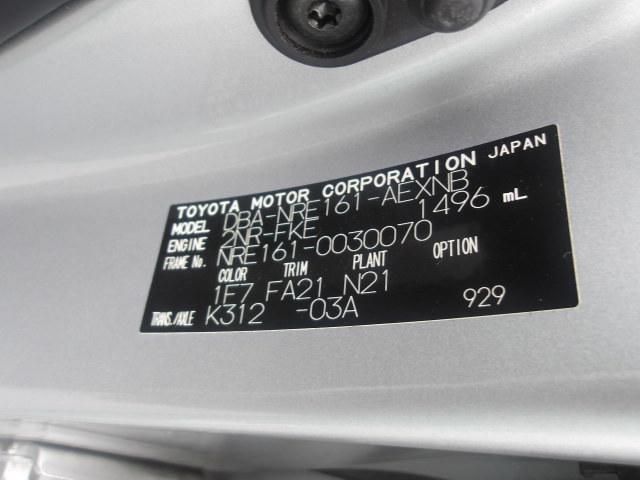 TOYOTA MOTOR CORPORATION JAPAN
MODEL DBA-NRE161-AEXNB
ENGINE 2NR-FKE 1496 mL
FRAME No. NRE161-0030070
COLOR TRIM PLANT OPTION
1F7 FA21 N21
TRANS./AXLE K312 -03A 929